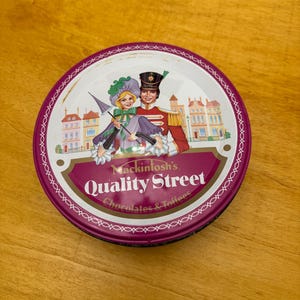 Mackintosh's
Quality Street
Chocolates & Toffees